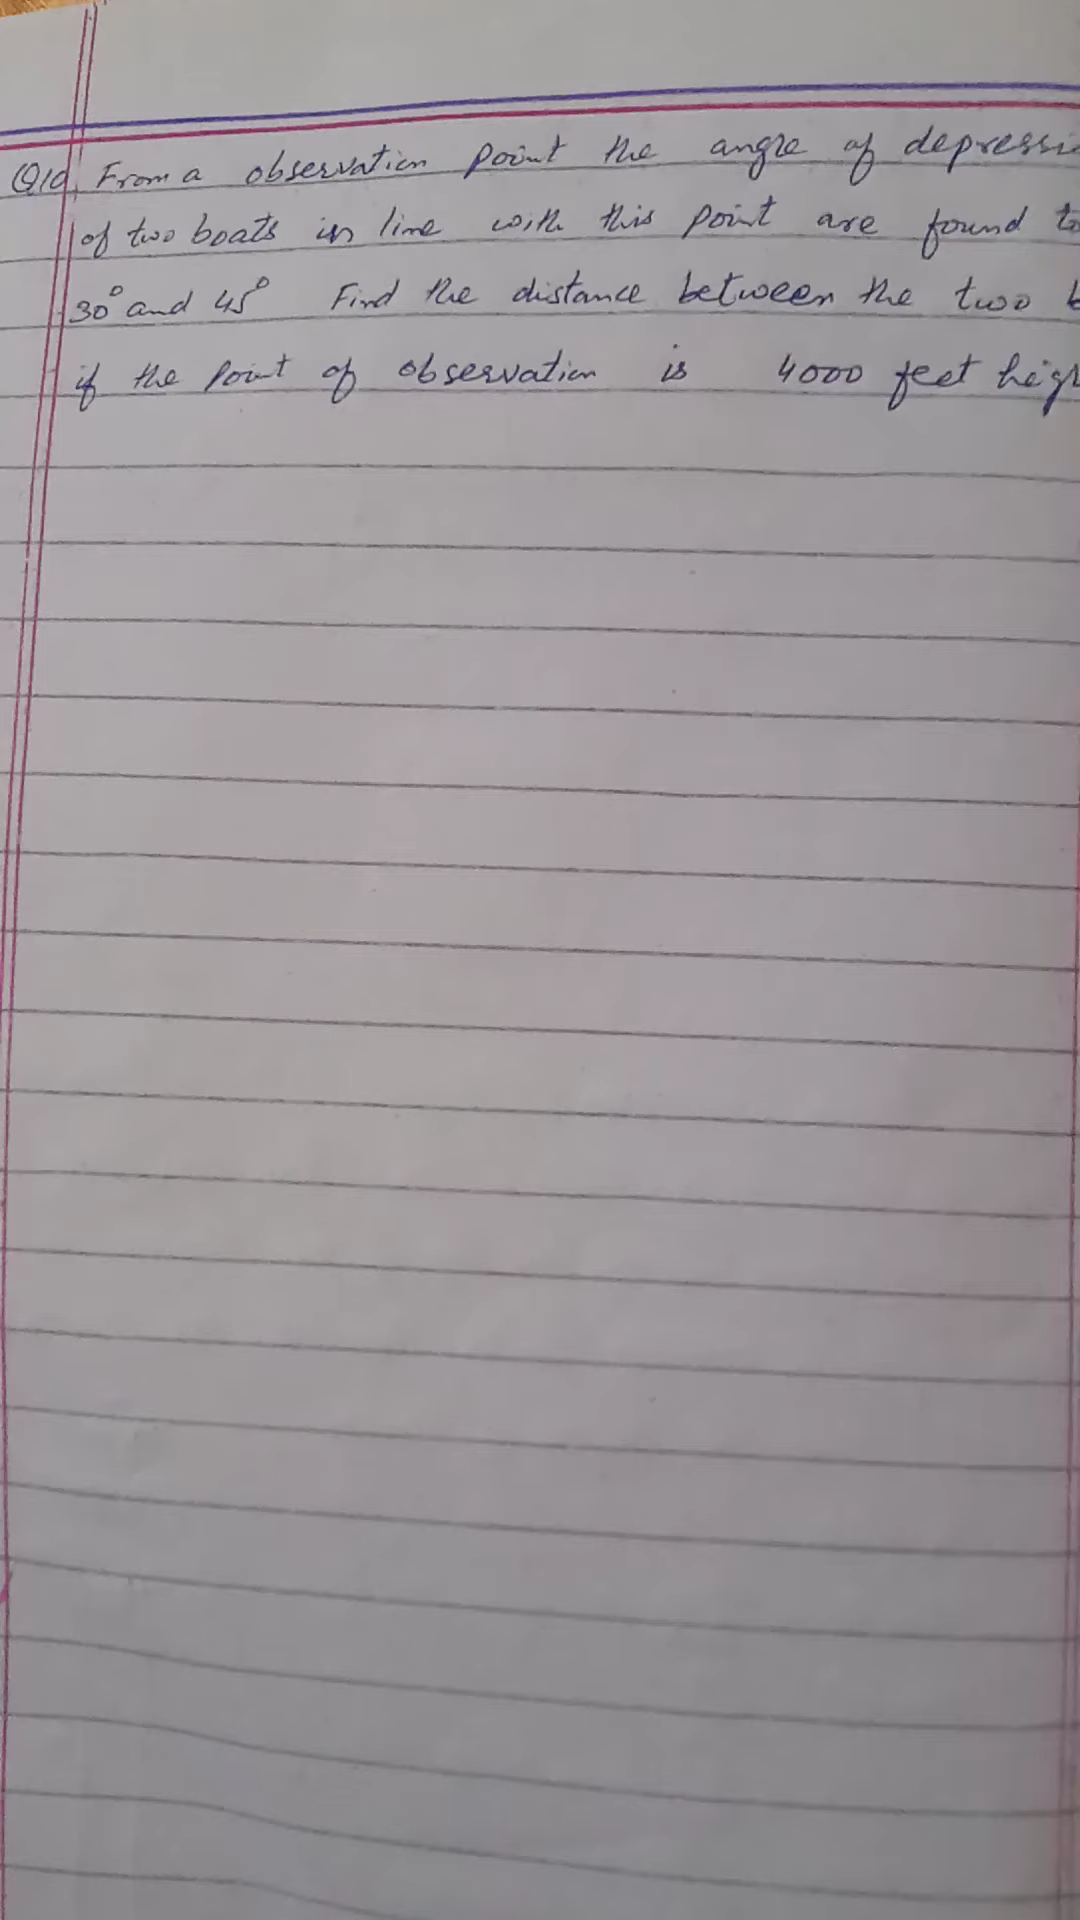 Q10. From a observation point the angle of depressi
of two boats in line with this point are found to
30° and 45° Find the distance between the two b
if the point of observation is 4000 feet high